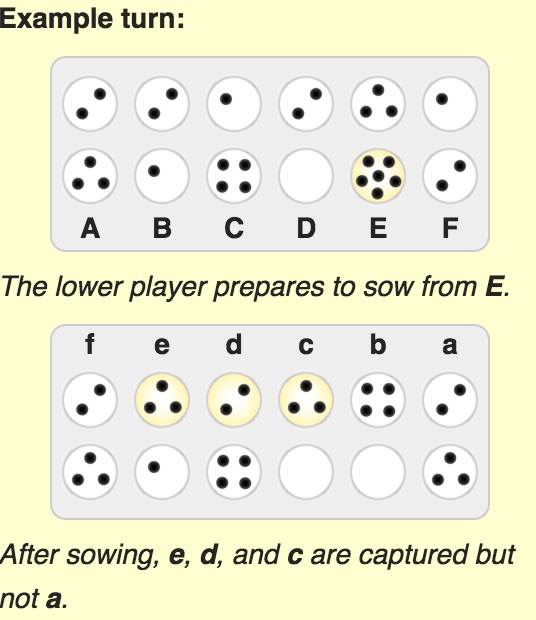 Example turn:
A B C D E F
The lower player prepares to sow from E.
f e d c b a
After sowing, e, d, and c are captured but
not a.